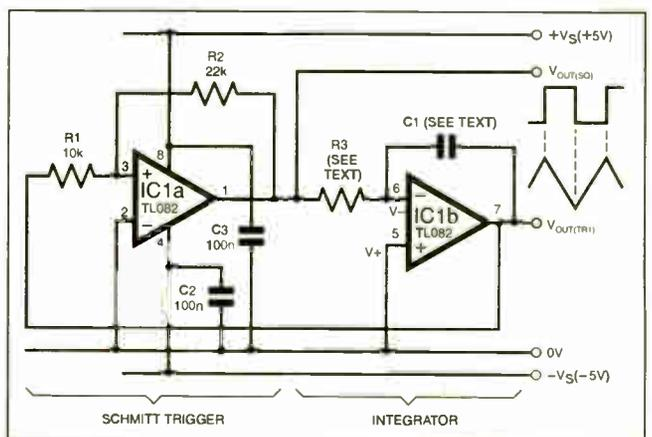 +VS(+5V)
R2
22k
VOUT(SQ)
C1 (SEE TEXT)
R1
10k
R3
(SEE
TEXT)
3
8
+
IC1a
TL082
1
2
−
4
C3
100n
6
−
V−
IC1b
TL082
7
5
+
V+
VOUT(TR1)
C2
100n
0V
−VS(−5V)
SCHMITT TRIGGER
INTEGRATOR